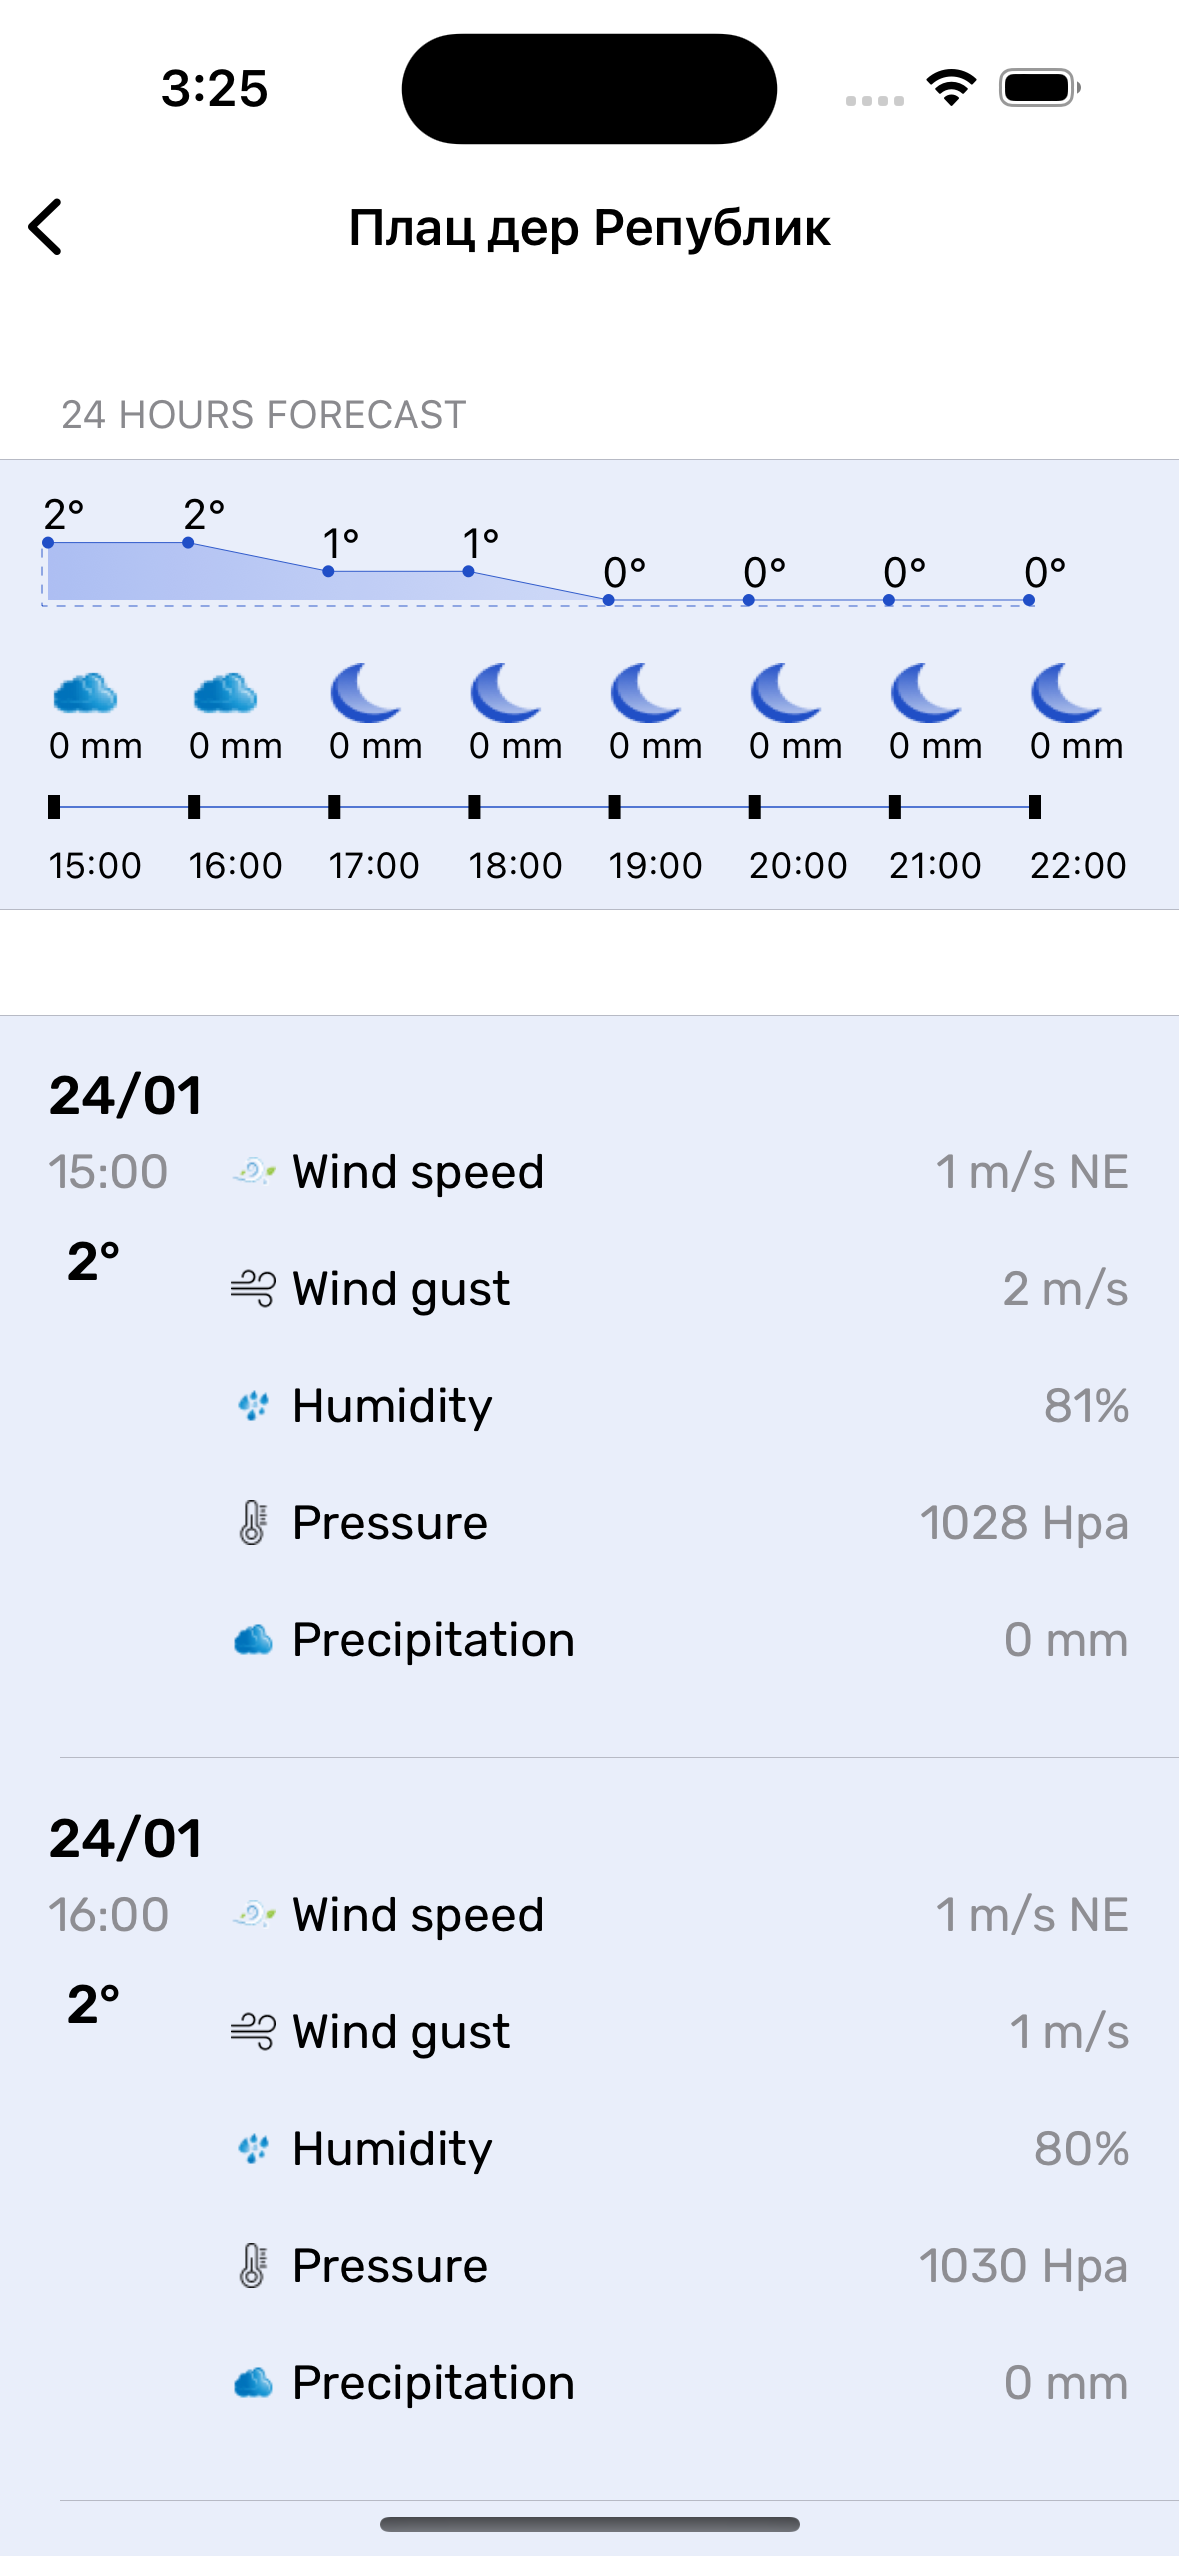 3:25
Плац дер Републик
24 HOURS FORECAST
2° 2° 1° 1° 0° 0° 0° 0°
0 mm 0 mm 0 mm 0 mm 0 mm 0 mm 0 mm 0 mm
15:00 16:00 17:00 18:00 19:00 20:00 21:00 22:00
24/01
15:00 Wind speed 1 m/s NE
2°
Wind gust 2 m/s
Humidity 81%
Pressure 1028 Hpa
Precipitation 0 mm
24/01
16:00 Wind speed 1 m/s NE
2°
Wind gust 1 m/s
Humidity 80%
Pressure 1030 Hpa
Precipitation 0 mm